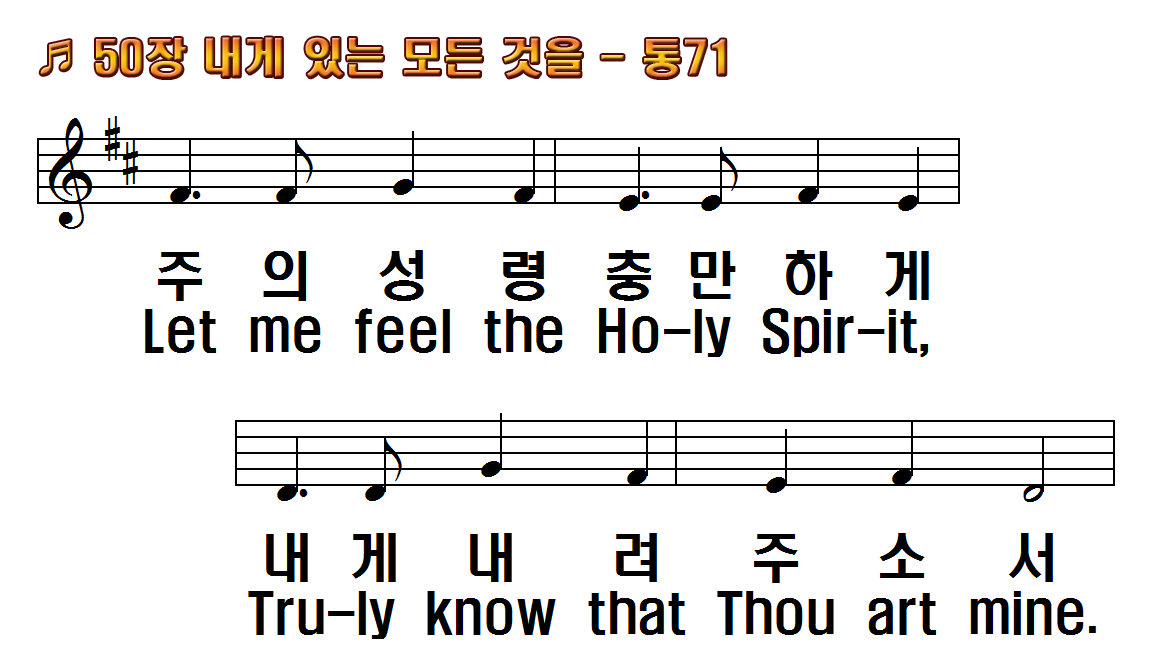 ♬ 50장 내게 있는 모든 것을 - 통71
주 의 성 령 충 만 하 게
Let me feel the Ho-ly Spir-it,
내 게 내 려 주 소 서
Tru-ly know that Thou art mine.